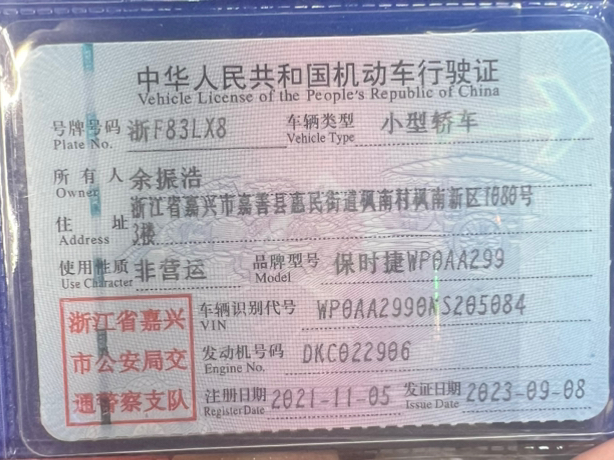 中华人民共和国机动车行驶证
Vehicle License of the People's Republic of China
号牌号码 浙F83LX8 车辆类型 小型轿车
Plate No. Vehicle Type
所有人 余振浩
Owner
住址 浙江省嘉兴市嘉善县惠民街道枫南村枫南新区1080号
3楼
Address
使用性质 非营运 品牌型号 保时捷WP0AA299
Use Character Model
浙江省嘉兴
市公安局交
通警察支队
车辆识别代号 WP0AA2990NS205084
VIN
发动机号码 DKC022906
Engine No.
注册日期 2021-11-05 发证日期 2023-09-08
Register Date Issue Date